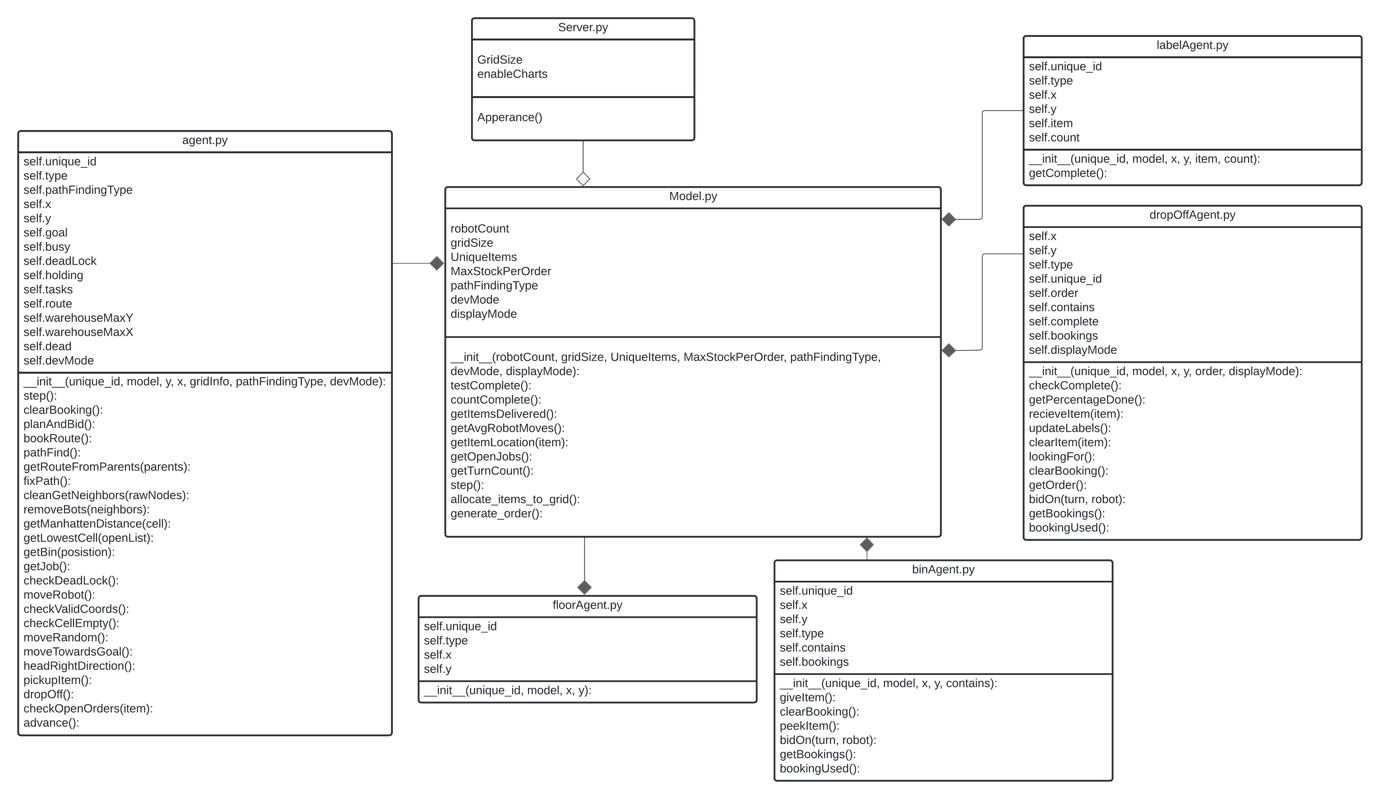 Server.py
GridSize
enableCharts
Apperance()
labelAgent.py
self.unique_id
self.type
self.x
self.y
self.item
self.count
__init__(unique_id, model, x, y, item, count):
getComplete():
agent.py
self.unique_id
self.type
self.pathFindingType
self.x
self.y
self.goal
self.busy
self.deadLock
self.holding
self.tasks
self.route
self.warehouseMaxY
self.warehouseMaxX
self.dead
self.devMode
__init__(unique_id, model, y, x, gridInfo, pathFindingType, devMode):
step():
clearBooking():
planAndBid():
bookRoute():
pathFind():
getRouteFromParents(parents):
fixPath():
cleanGetNeighbors(rawNodes):
removeBots(neighbors):
getManhattenDistance(cell):
getLowestCell(openList):
getBin(posistion):
getJob():
checkDeadLock():
moveRobot():
checkValidCoords():
checkCellEmpty():
moveRandom():
moveTowardsGoal():
headRightDirection():
pickupItem():
dropOff():
checkOpenOrders(item):
advance():
Model.py
robotCount
gridSize
UniqueItems
MaxStockPerOrder
pathFindingType
devMode
displayMode
__init__(robotCount, gridSize, UniqueItems, MaxStockPerOrder, pathFindingType,
devMode, displayMode):
testComplete():
countComplete():
getItemsDelivered():
getAvgRobotMoves():
getItemLocation(item):
getOpenJobs():
getTurnCount():
step():
allocate_items_to_grid():
generate_order():
dropOffAgent.py
self.x
self.y
self.type
self.unique_id
self.order
self.contains
self.complete
self.bookings
self.displayMode
__init__(unique_id, model, x, y, order, displayMode):
checkComplete():
getPercentageDone():
recieveItem(item):
updateLabels():
clearItem(item):
lookingFor():
clearBooking():
getOrder():
bidOn(turn, robot):
getBookings():
bookingUsed():
floorAgent.py
self.unique_id
self.type
self.x
self.y
__init__(unique_id, model, x, y):
binAgent.py
self.unique_id
self.x
self.y
self.type
self.contains
self.bookings
__init__(unique_id, model, x, y, contains):
giveItem():
clearBooking():
peekItem():
bidOn(turn, robot):
getBookings():
bookingUsed():